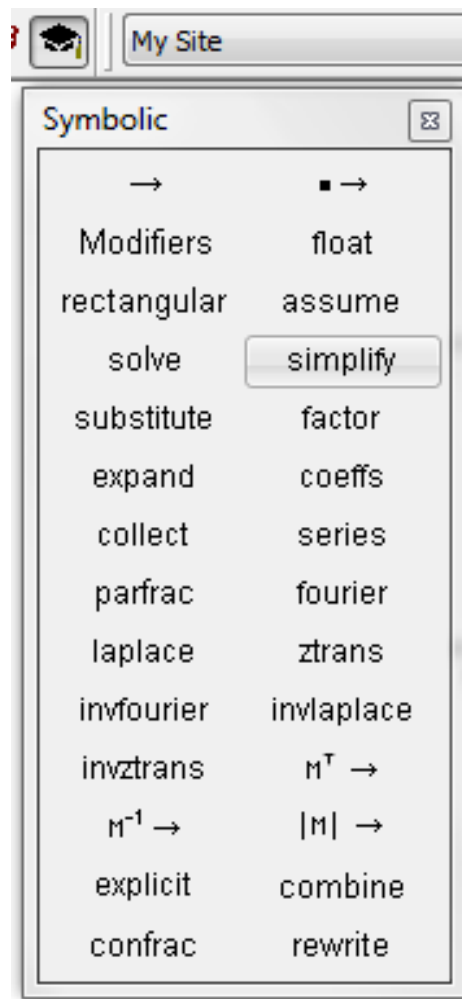 My Site
Symbolic
→ ▪ →
Modifiers float
rectangular assume
solve simplify
substitute factor
expand coeffs
collect series
parfrac fourier
laplace ztrans
invfourier invlaplace
invztrans Mᵀ →
M⁻¹ → |M| →
explicit combine
confrac rewrite